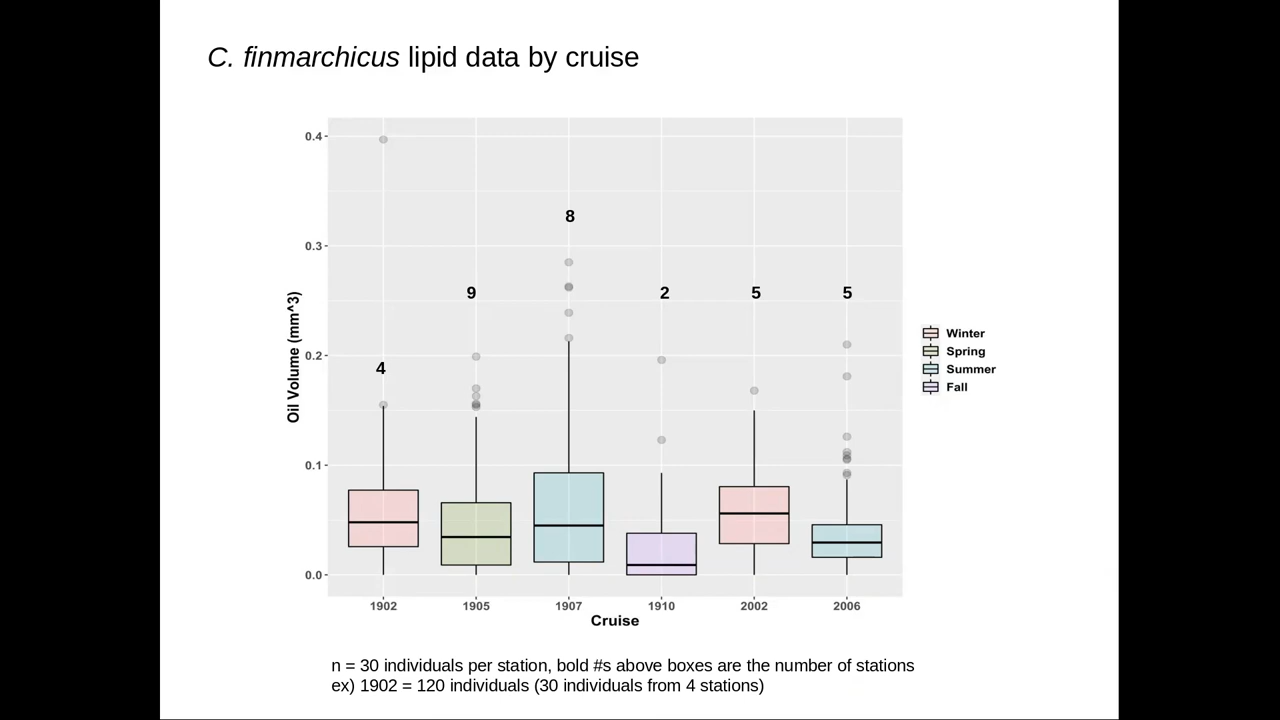 C. finmarchicus lipid data by cruise
0.4
0.3
0.2
0.1
0.0
Oil Volume (mm^3)
4
9
8
2
5
5
1902
1905
1907
1910
2002
2006
Cruise
Winter
Spring
Summer
Fall
n = 30 individuals per station, bold #s above boxes are the number of stations
ex) 1902 = 120 individuals (30 individuals from 4 stations)